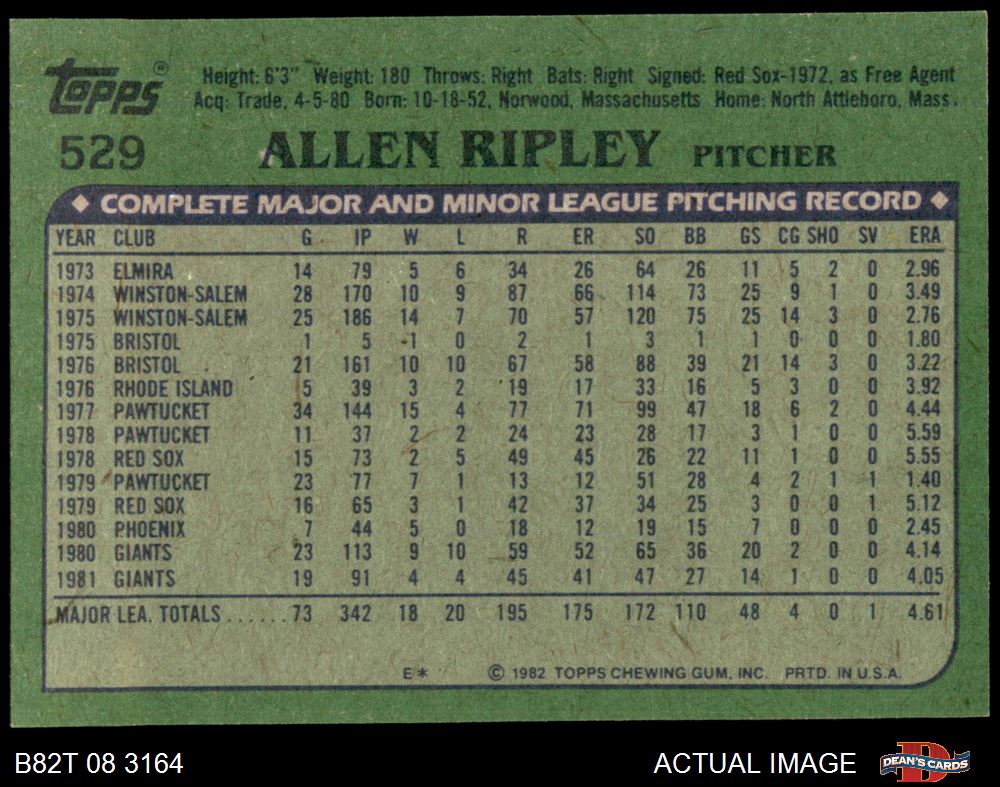 Topps®
Height: 6'3" Weight: 180 Throws: Right Bats: Right Signed: Red Sox-1972, as Free Agent
Acq: Trade, 4-5-80 Born: 10-18-52, Norwood, Massachusetts Home: North Attleboro, Mass.
529 ALLEN RIPLEY PITCHER
◆ COMPLETE MAJOR AND MINOR LEAGUE PITCHING RECORD ◆
YEAR CLUB G IP W L R ER SO BB GS CG SHO SV ERA
1973 ELMIRA 14 79 5 6 34 26 64 26 11 5 2 0 2.96
1974 WINSTON-SALEM 28 170 10 9 87 66 114 73 25 9 1 0 3.49
1975 WINSTON-SALEM 25 186 14 7 70 57 120 75 25 14 3 0 2.76
1975 BRISTOL 1 5 1 0 2 1 3 1 1 0 0 0 1.80
1976 BRISTOL 21 161 10 10 67 58 88 39 21 14 3 0 3.22
1976 RHODE ISLAND 5 39 3 2 19 17 33 16 5 3 0 0 3.92
1977 PAWTUCKET 34 144 15 4 77 71 99 47 18 6 2 0 4.44
1978 PAWTUCKET 11 37 2 2 24 23 28 17 3 1 0 0 5.59
1978 RED SOX 15 73 2 5 49 45 26 22 11 1 0 0 5.55
1979 PAWTUCKET 23 77 7 1 13 12 51 28 4 2 1 1 1.40
1979 RED SOX 16 65 3 1 42 37 34 25 3 0 0 1 5.12
1980 PHOENIX 7 44 5 0 18 12 19 15 7 0 0 0 2.45
1980 GIANTS 23 113 9 10 59 52 65 36 20 2 0 0 4.14
1981 GIANTS 19 91 4 4 45 41 47 27 14 1 0 0 4.05
MAJOR LEA. TOTALS ...... 73 342 18 20 195 175 172 110 48 4 0 1 4.61
E* © 1982 TOPPS CHEWING GUM, INC. PRTD. IN U.S.A.
B82T 08 3164 ACTUAL IMAGE DEAN'S CARDS